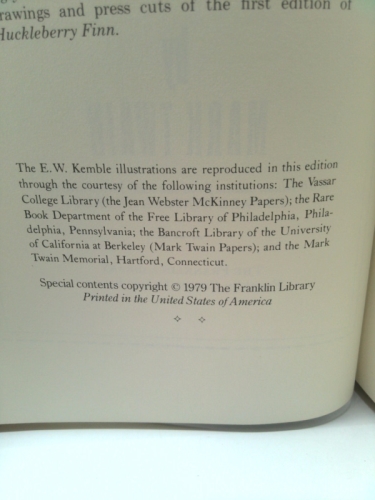 rawings and press cuts of the first edition of
Huckleberry Finn.
The E. W. Kemble illustrations are reproduced in this edition
through the courtesy of the following institutions: The Vassar
College Library (the Jean Webster McKinney Papers); the Rare
Book Department of the Free Library of Philadelphia, Phila-
delphia, Pennsylvania; the Bancroft Library of the University
of California at Berkeley (Mark Twain Papers); and the Mark
Twain Memorial, Hartford, Connecticut.
Special contents copyright © 1979 The Franklin Library
Printed in the United States of America